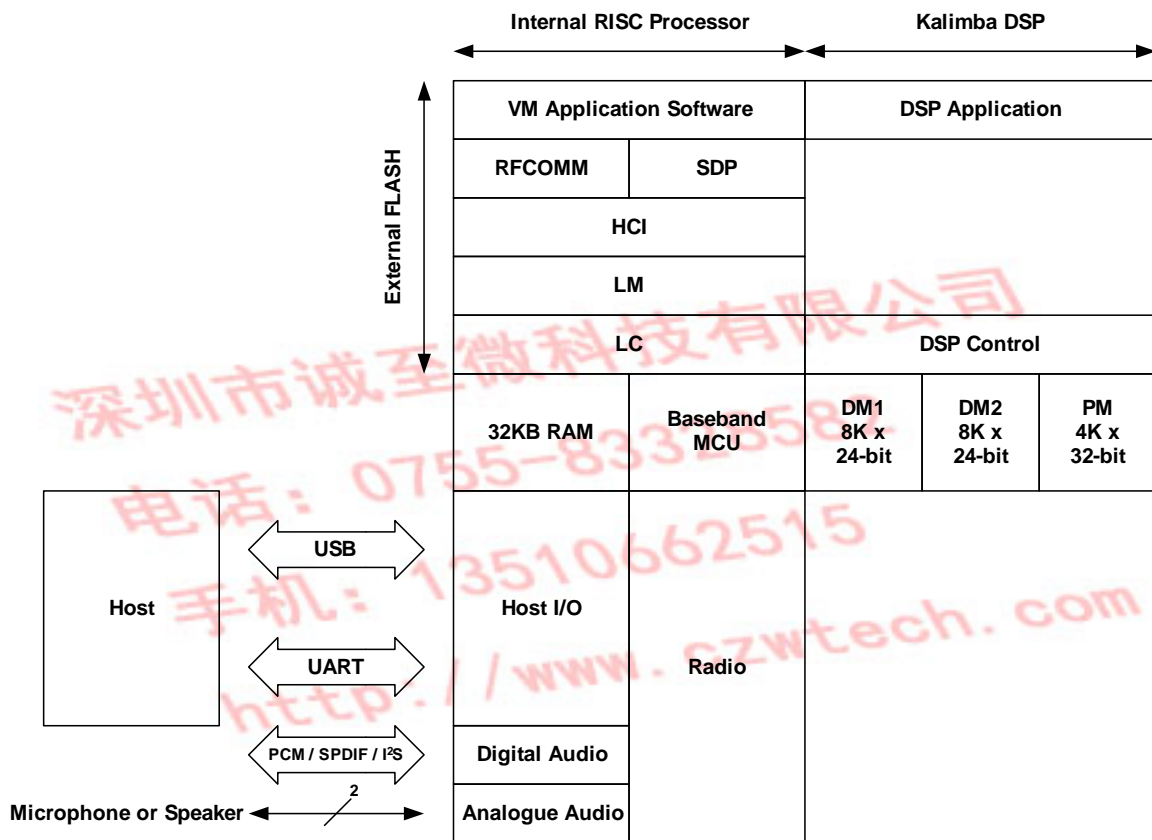 Internal RISC Processor
Kalimba DSP
External FLASH
VM Application Software
DSP Application
RFCOMM
SDP
HCI
LM
LC
DSP Control
32KB RAM
Baseband
MCU
DM1
8K x
24-bit
DM2
8K x
24-bit
PM
4K x
32-bit
Host
USB
UART
PCM / SPDIF / I²S
Host I/O
Radio
Digital Audio
Microphone or Speaker
2
Analogue Audio
深圳市诚至微科技有限公司
电话：0755-83328582
手机：13510662515
http://www.czwtech.com